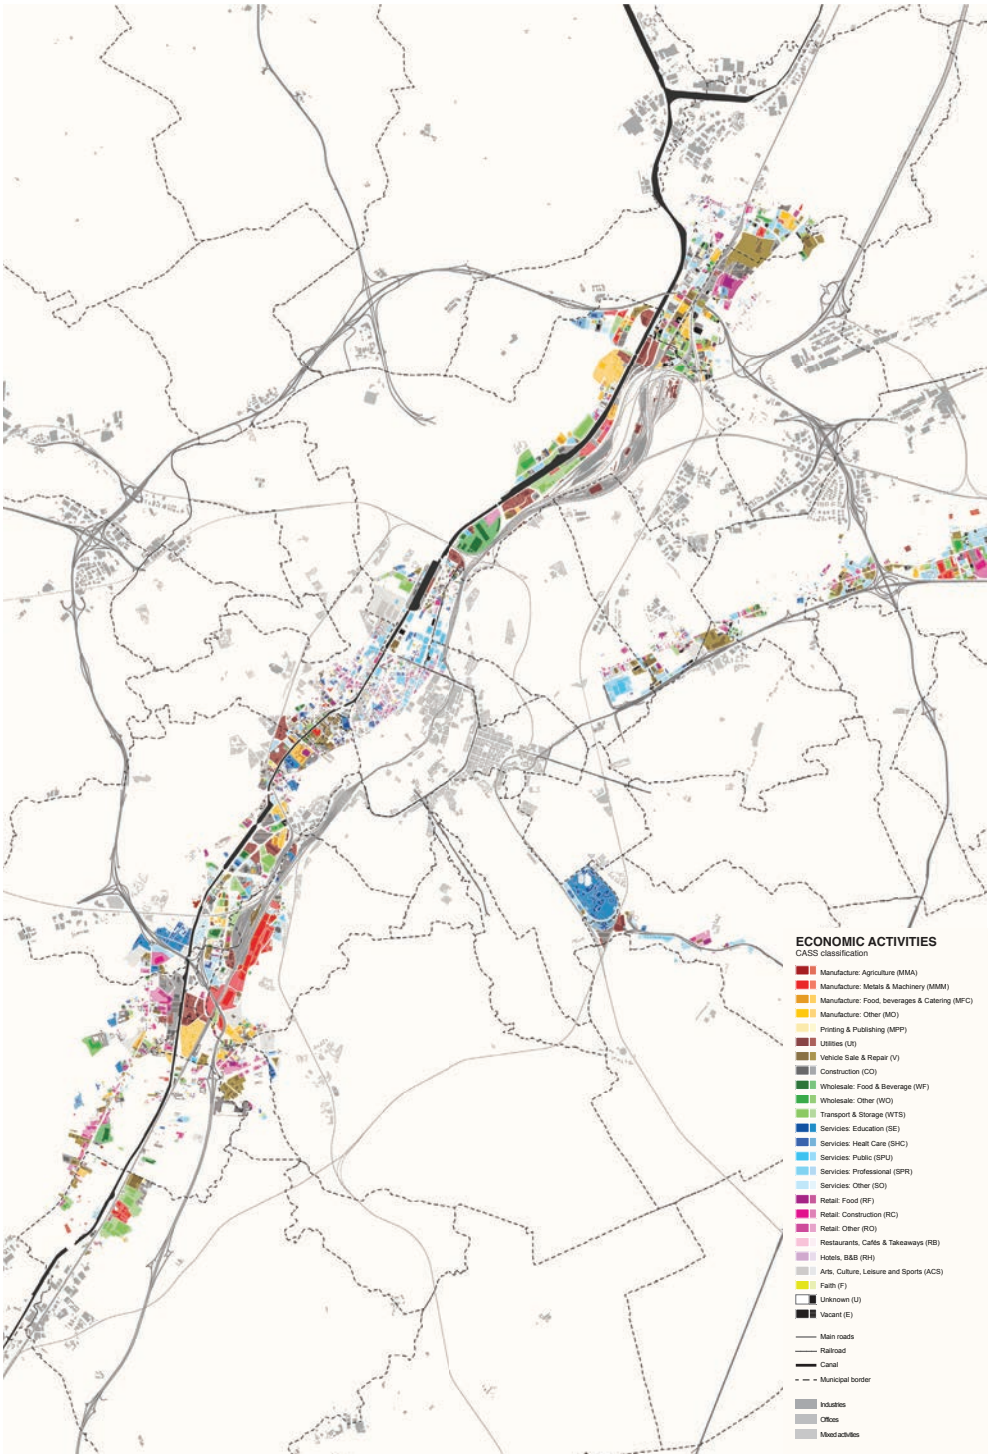 ECONOMIC ACTIVITIES
CASS classification
Manufacture: Agriculture (MMA)
Manufacture: Metals & Machinery (MMM)
Manufacture: Food, beverages & Catering (MFC)
Manufacture: Other (MO)
Printing & Publishing (MPP)
Utilities (Ut)
Vehicle Sale & Repair (V)
Construction (CO)
Wholesale: Food & Beverage (WF)
Wholesale: Other (WO)
Transport & Storage (WTS)
Servicies: Education (SE)
Servicies: Healt Care (SHC)
Servicies: Public (SPU)
Servicies: Professional (SPR)
Servicies: Other (SO)
Retail: Food (RF)
Retail: Construction (RC)
Retail: Other (RO)
Restaurants, Cafés & Takeaways (RB)
Hotels, B&B (RH)
Arts, Culture, Leisure and Sports (ACS)
Faith (F)
Unknown (U)
Vacant (E)
Main roads
Railroad
Canal
Municipal border
Industries
Offices
Mixed activities